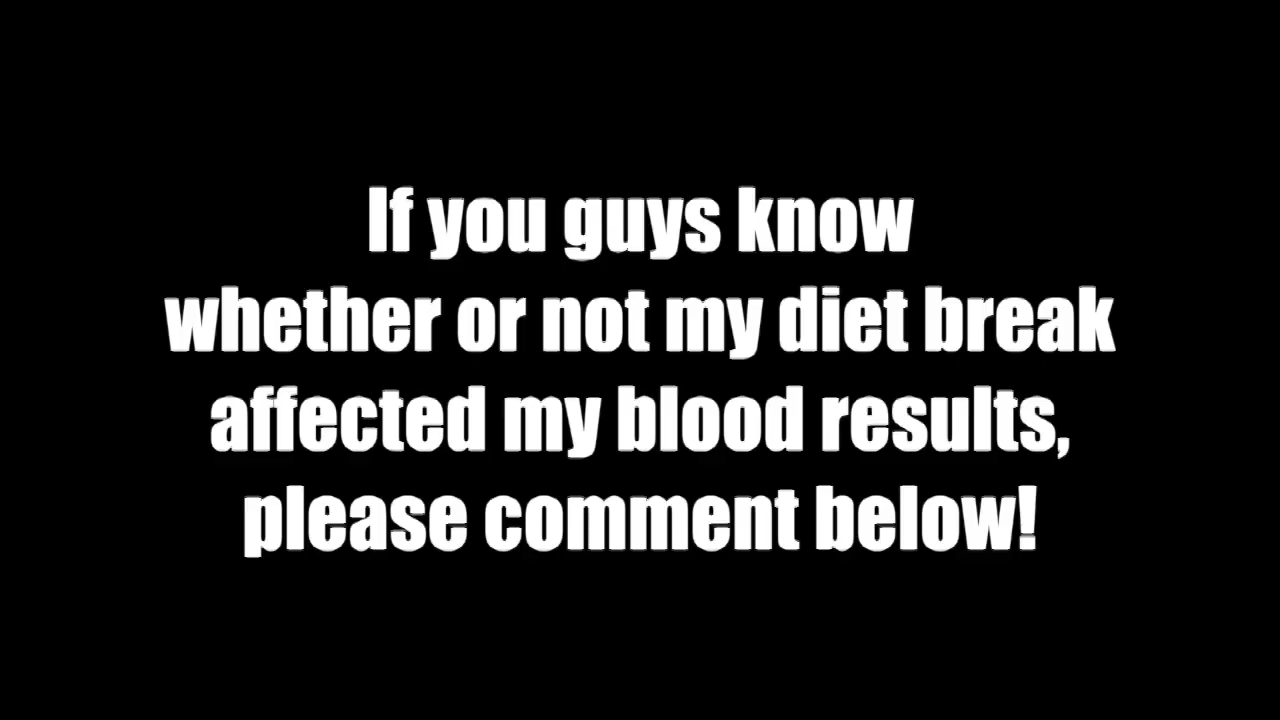 If you guys know
whether or not my diet break
affected my blood results,
please comment below!